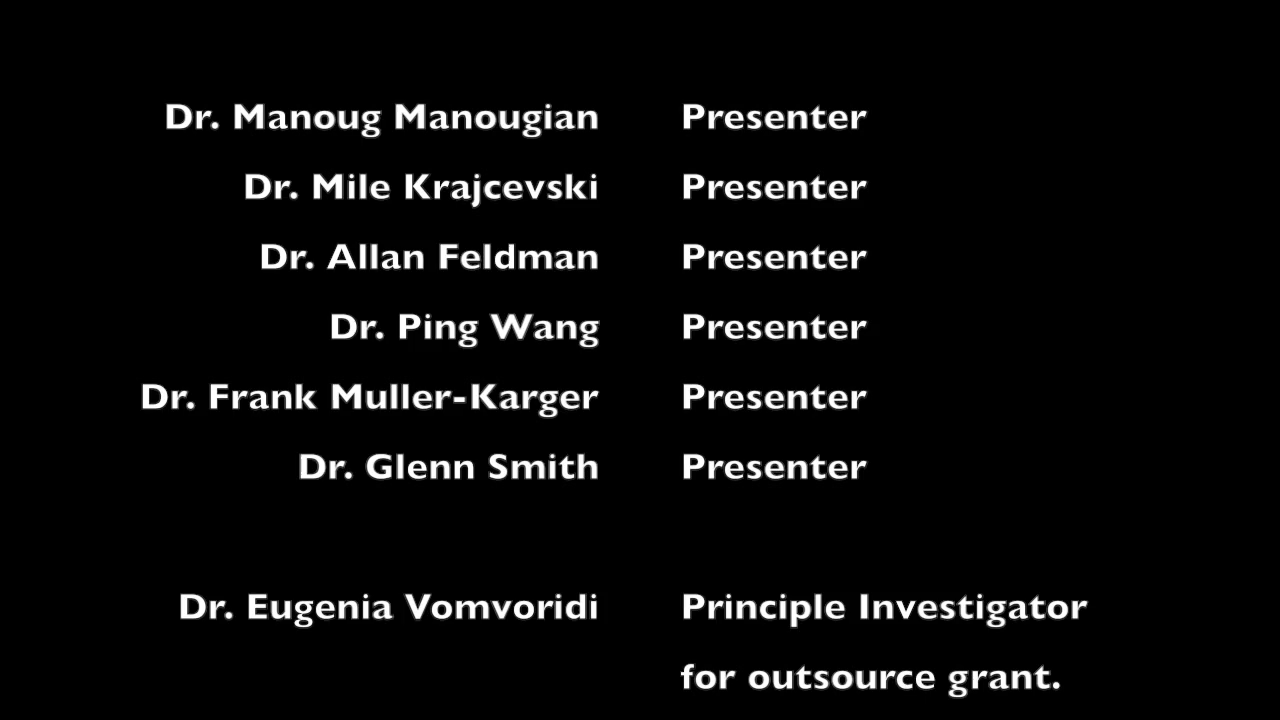 Dr. Manoug Manougian Presenter
Dr. Mile Krajcevski Presenter
Dr. Allan Feldman Presenter
Dr. Ping Wang Presenter
Dr. Frank Muller-Karger Presenter
Dr. Glenn Smith Presenter
Dr. Eugenia Vomvoridi Principle Investigator
for outsource grant.